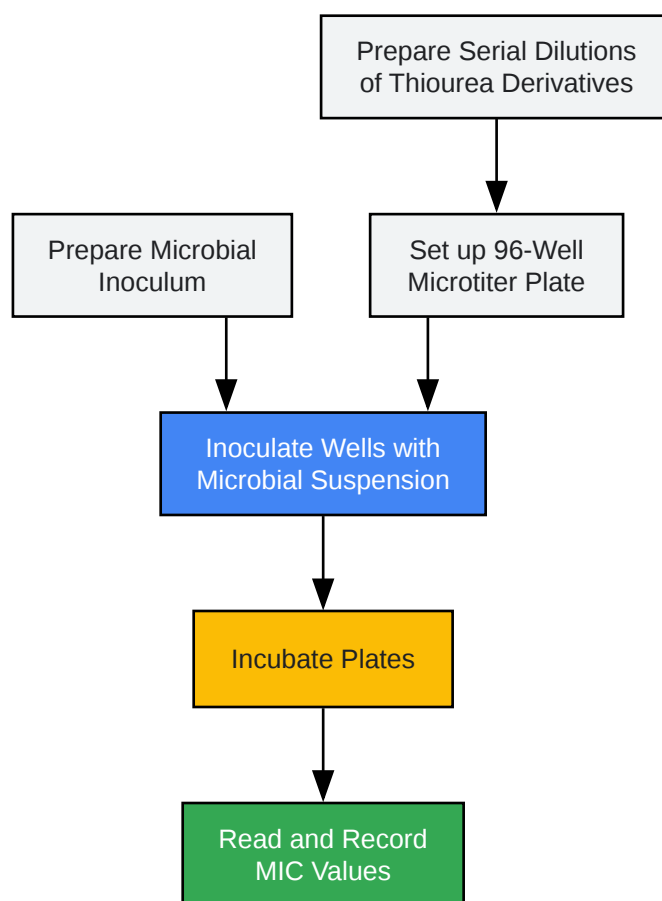 Prepare Serial Dilutions
of Thiourea Derivatives
Prepare Microbial
Inoculum
Set up 96-Well
Microtiter Plate
Inoculate Wells with
Microbial Suspension
Incubate Plates
Read and Record
MIC Values